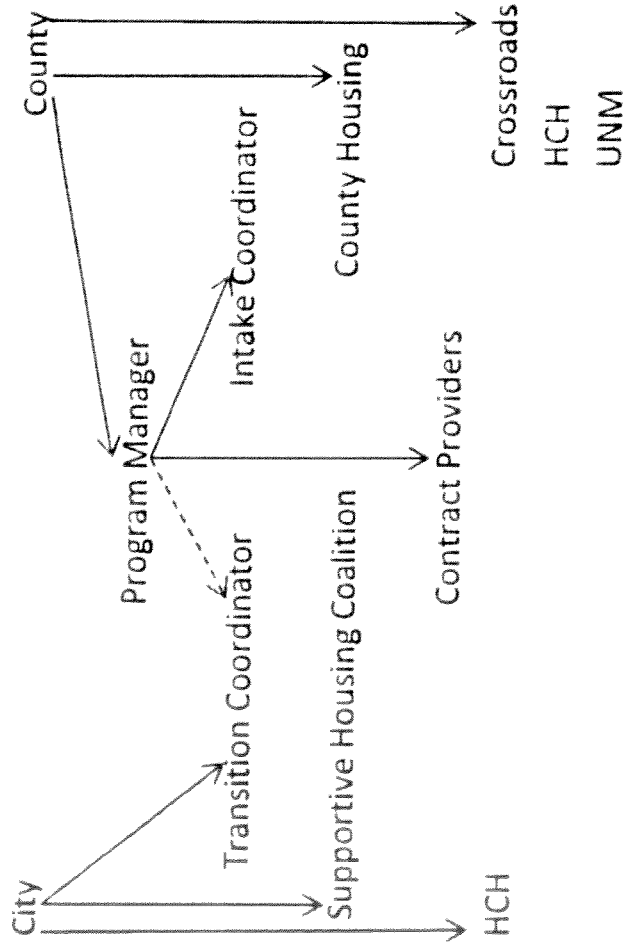 City
County
Program Manager
Transition Coordinator
Intake Coordinator
Supportive Housing Coalition
County Housing
HCH
Contract Providers
Crossroads
HCH
UNM